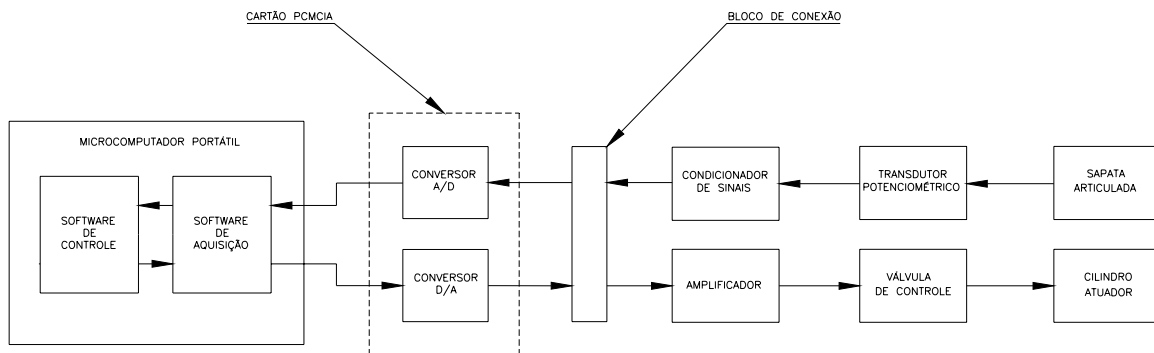 CARTÃO PCMCIA
BLOCO DE CONEXÃO
MICROCOMPUTADOR PORTÁTIL
SOFTWARE
DE
CONTROLE
SOFTWARE
DE
AQUISIÇÃO
CONVERSOR
A/D
CONDICIONADOR
DE SINAIS
TRANSDUTOR
POTENCIOMÉTRICO
SAPATA
ARTICULADA
CONVERSOR
D/A
AMPLIFICADOR
VÁLVULA
DE CONTROLE
CILINDRO
ATUADOR